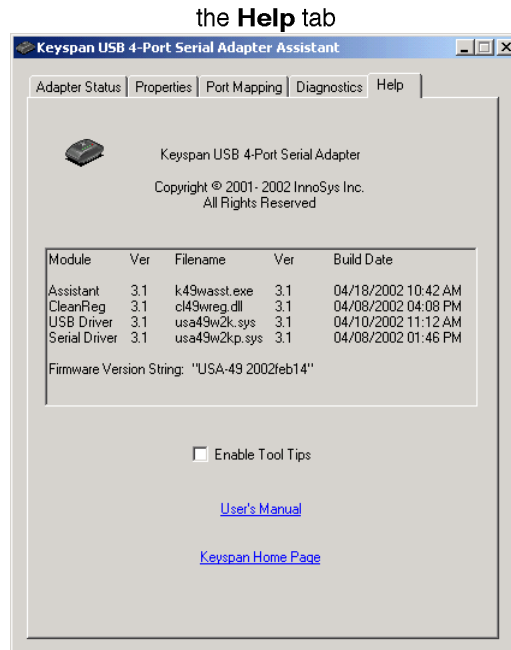 the Help tab
Keyspan USB 4-Port Serial Adapter Assistant
Adapter Status Properties Port Mapping Diagnostics Help
Keyspan USB 4-Port Serial Adapter
Copyright © 2001- 2002 InnoSys Inc.
All Rights Reserved
Module Ver Filename Ver Build Date
Assistant 3.1 k49wasst.exe 3.1 04/18/2002 10:42 AM
CleanReg 3.1 cl49wreg.dll 3.1 04/08/2002 04:08 PM
USB Driver 3.1 usa49w2k.sys 3.1 04/10/2002 11:12 AM
Serial Driver 3.1 usa49w2kp.sys 3.1 04/08/2002 01:46 PM
Firmware Version String: "USA-49 2002feb14"
Enable Tool Tips
User's Manual
Keyspan Home Page